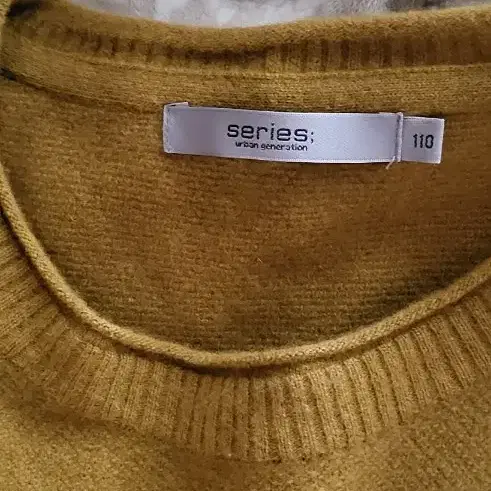 series;
urban generation
110